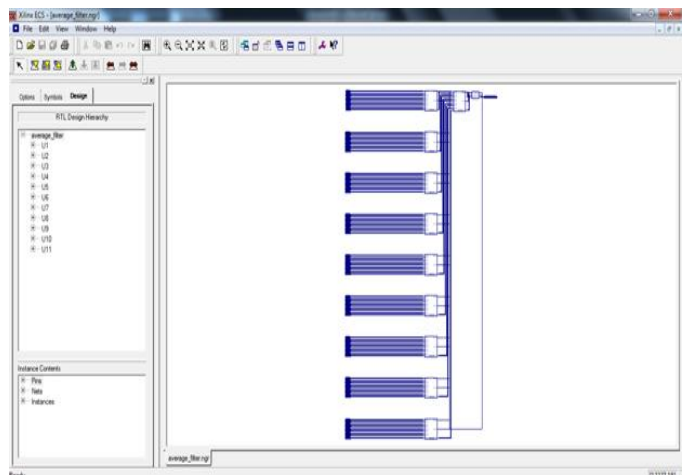 Xilinx ECS - [average_filter.ngr]
File Edit View Window Help
Options Symbols Design
RTL Design Hierarchy
average_filter
U1
U2
U3
U4
U5
U6
U7
U8
U9
U10
U11
Instance Contents
Pins
Nets
Instances
average_filter.ngr
Ready